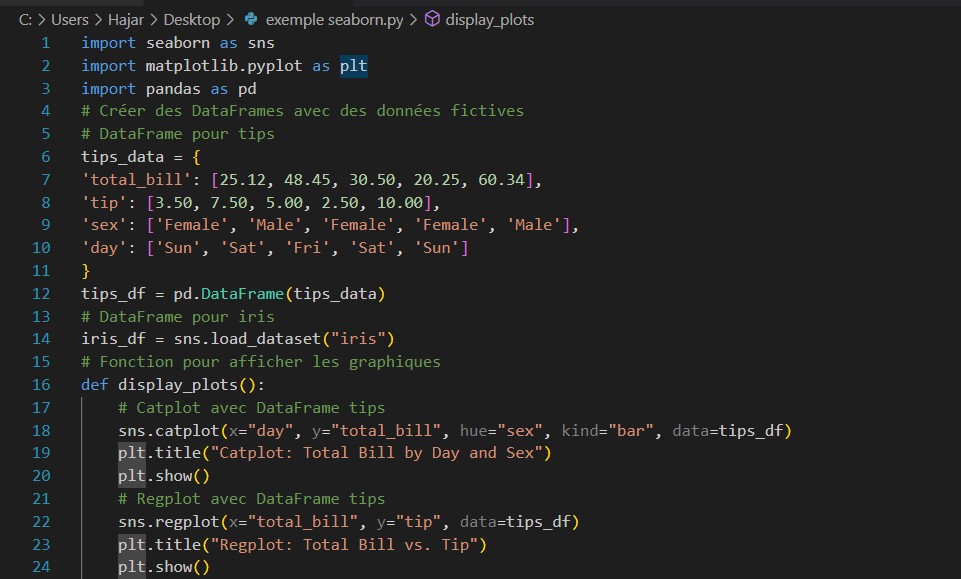 C: > Users > Hajar > Desktop > exemple seaborn.py > display_plots
1 import seaborn as sns
2 import matplotlib.pyplot as plt
3 import pandas as pd
4 # Créer des DataFrames avec des données fictives
5 # DataFrame pour tips
6 tips_data = {
7 'total_bill': [25.12, 48.45, 30.50, 20.25, 60.34],
8 'tip': [3.50, 7.50, 5.00, 2.50, 10.00],
9 'sex': ['Female', 'Male', 'Female', 'Female', 'Male'],
10 'day': ['Sun', 'Sat', 'Fri', 'Sat', 'Sun']
11 }
12 tips_df = pd.DataFrame(tips_data)
13 # DataFrame pour iris
14 iris_df = sns.load_dataset("iris")
15 # Fonction pour afficher les graphiques
16 def display_plots():
17     # Catplot avec DataFrame tips
18     sns.catplot(x="day", y="total_bill", hue="sex", kind="bar", data=tips_df)
19     plt.title("Catplot: Total Bill by Day and Sex")
20     plt.show()
21     # Regplot avec DataFrame tips
22     sns.regplot(x="total_bill", y="tip", data=tips_df)
23     plt.title("Regplot: Total Bill vs. Tip")
24     plt.show()